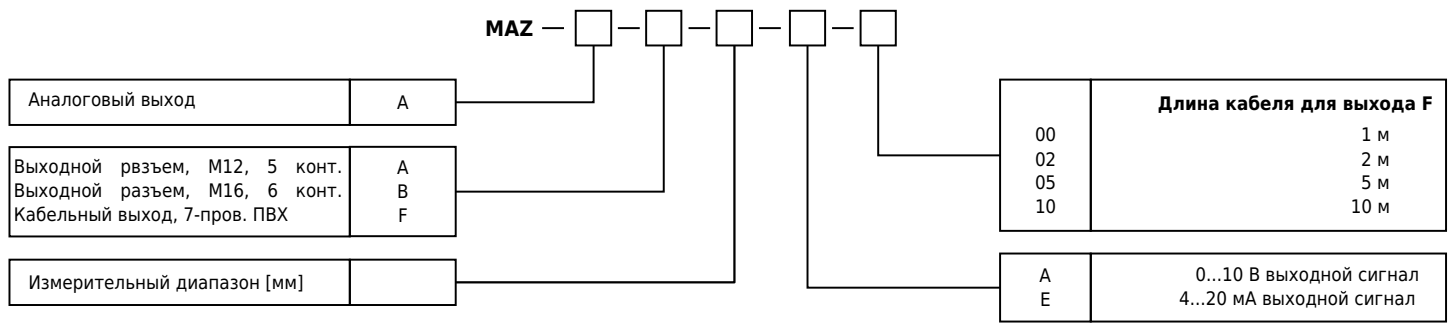 MAZ — — — — —
Аналоговый выход A
Выходной рвзъем, М12, 5 конт. A
Выходной разъем, М16, 6 конт. B
Кабельный выход, 7-пров. ПВХ F
Измерительный диапазон [мм]
Длина кабеля для выхода F
00 1 м
02 2 м
05 5 м
10 10 м
A 0...10 В выходной сигнал
E 4...20 мА выходной сигнал